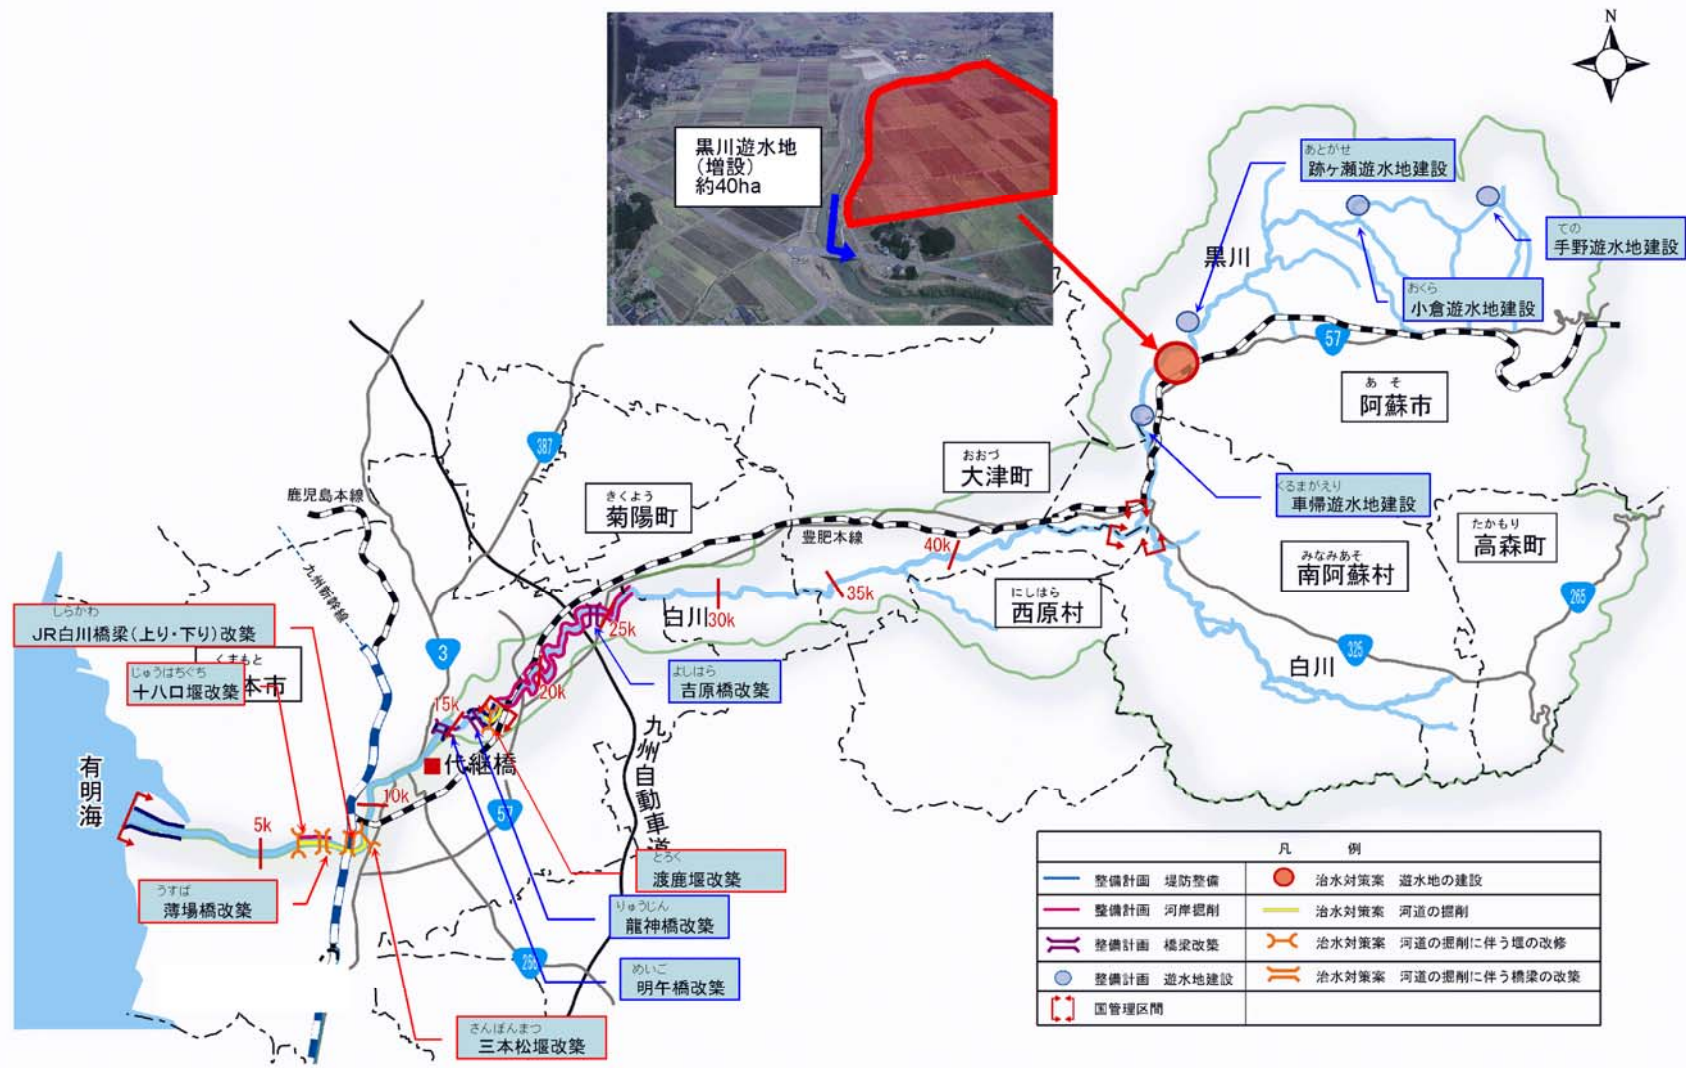 N
黒川遊水地
(増設)
約40ha
あとがせ
跡ヶ瀬遊水地建設
ての
手野遊水地建設
黒川
おぐら
小倉遊水地建設
57
あ そ
阿蘇市
387
おおづ
大津町
きくよう
菊陽町
くるまがえり
車帰遊水地建設
鹿児島本線
豊肥本線
40k
たかもり
高森町
みなみあそ
南阿蘇村
九州新幹線
35k
にしはら
西原村
265
しらかわ
JR白川橋梁(上り・下り)改築
白川
30k
25k
3
325
白川
くまもと
本市
じゅうはちぐち
十八口堰改築
よしはら
吉原橋改築
20k
15k
代継橋
九州自動車道
有明海
10k
57
5k
とろく
渡鹿堰改築
うすば
薄場橋改築
りゅうじん
龍神橋改築
めいご
明午橋改築
さんぼんまつ
三本松堰改築
凡 例
整備計画 堤防整備
治水対策案 遊水地の建設
整備計画 河岸掘削
治水対策案 河道の掘削
整備計画 橋梁改築
治水対策案 河道の掘削に伴う堰の改修
整備計画 遊水地建設
治水対策案 河道の掘削に伴う橋梁の改築
国管理区間